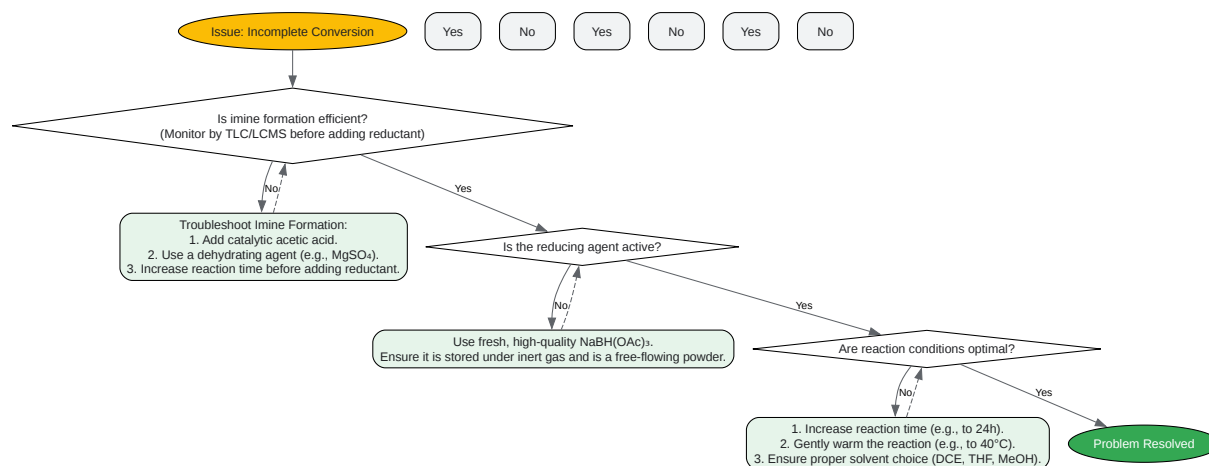 Issue: Incomplete Conversion
Yes
No
Yes
No
Yes
No
Is imine formation efficient?
(Monitor by TLC/LCMS before adding reductant)
No
Yes
Troubleshoot Imine Formation:
1. Add catalytic acetic acid.
2. Use a dehydrating agent (e.g., MgSO₄).
3. Increase reaction time before adding reductant.
Is the reducing agent active?
No
Yes
Use fresh, high-quality NaBH(OAc)₃.
Ensure it is stored under inert gas and is a free-flowing powder.
Are reaction conditions optimal?
No
Yes
1. Increase reaction time (e.g., to 24h).
2. Gently warm the reaction (e.g., to 40°C).
3. Ensure proper solvent choice (DCE, THF, MeOH).
Problem Resolved